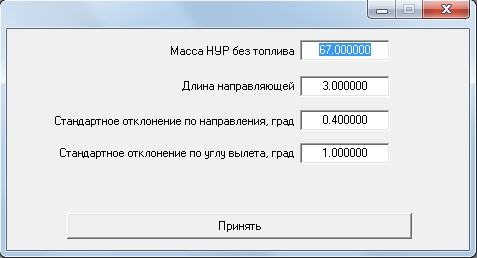 Масса НУР без топлива 67.000000
Длина направляющей 3.000000
Стандартное отклонение по направления, град 0.400000
Стандартное отклонение по углу вылета, град 1.000000
Принять